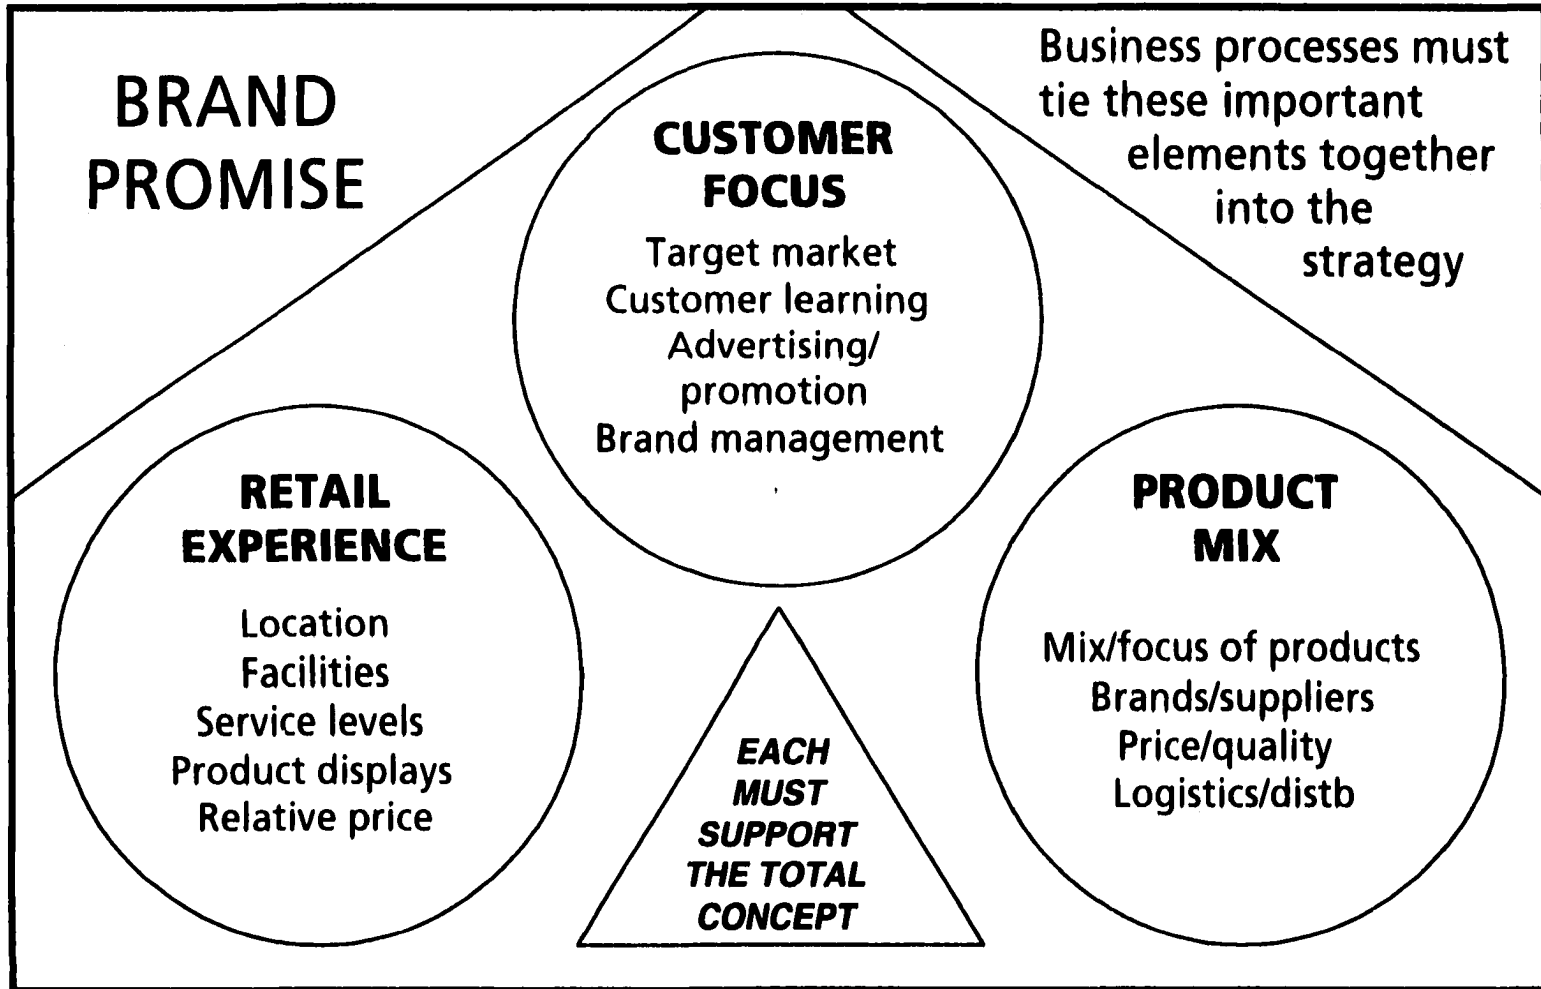 BRAND
PROMISE
Business processes must
tie these important
elements together
into the
strategy
CUSTOMER
FOCUS
Target market
Customer learning
Advertising/
promotion
Brand management
RETAIL
EXPERIENCE
Location
Facilities
Service levels
Product displays
Relative price
EACH
MUST
SUPPORT
THE TOTAL
CONCEPT
PRODUCT
MIX
Mix/focus of products
Brands/suppliers
Price/quality
Logistics/distb